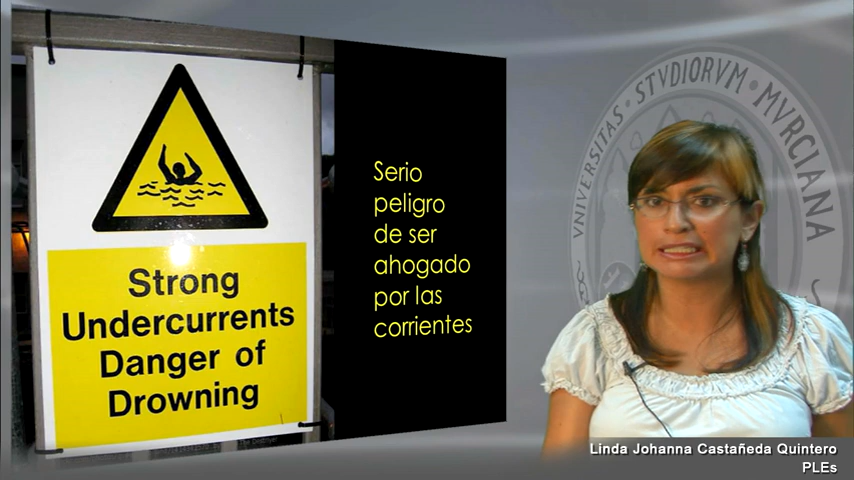 Strong
Undercurrents
Danger of
Drowning
Serio
peligro
de ser
ahogado
por las
corrientes
VNIVERSITAS · STVDIORVM · MVRCIANA
Linda Johanna Castañeda Quintero
PLEs